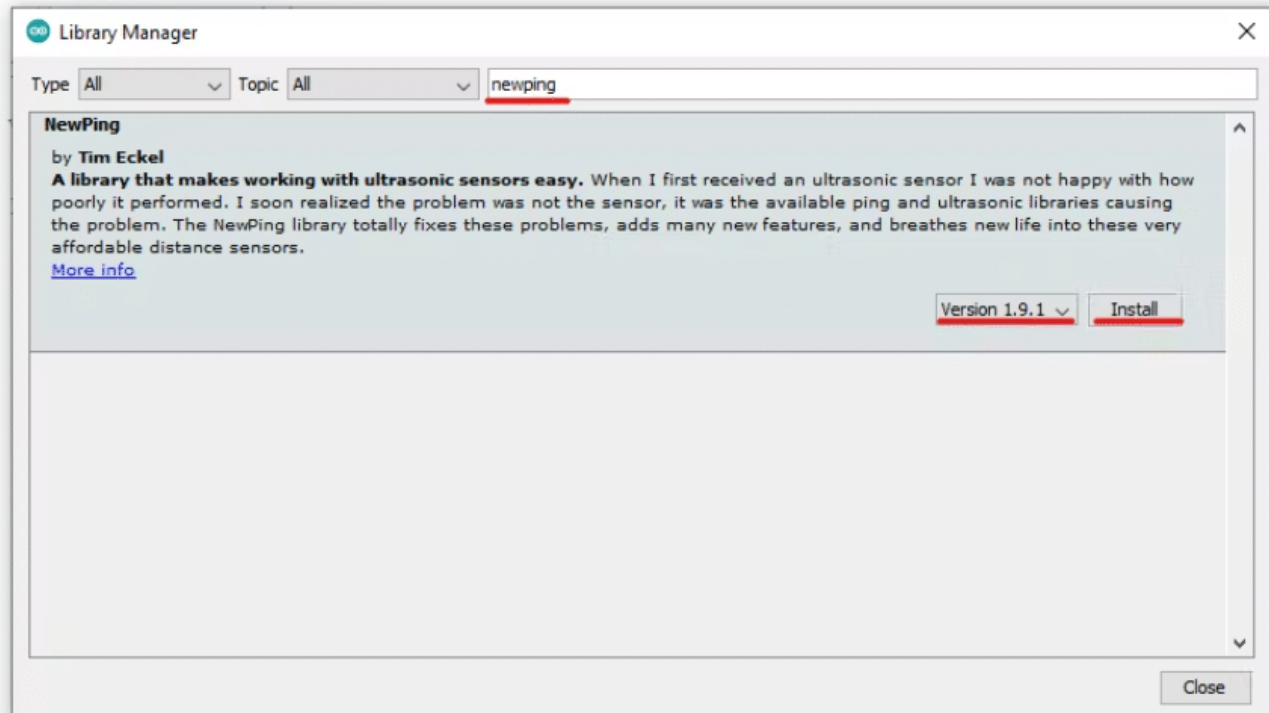 Library Manager
Type All Topic All newping
NewPing
by Tim Eckel
A library that makes working with ultrasonic sensors easy. When I first received an ultrasonic sensor I was not happy with how
poorly it performed. I soon realized the problem was not the sensor, it was the available ping and ultrasonic libraries causing
the problem. The NewPing library totally fixes these problems, adds many new features, and breathes new life into these very
affordable distance sensors.
More info
Version 1.9.1 Install
Close